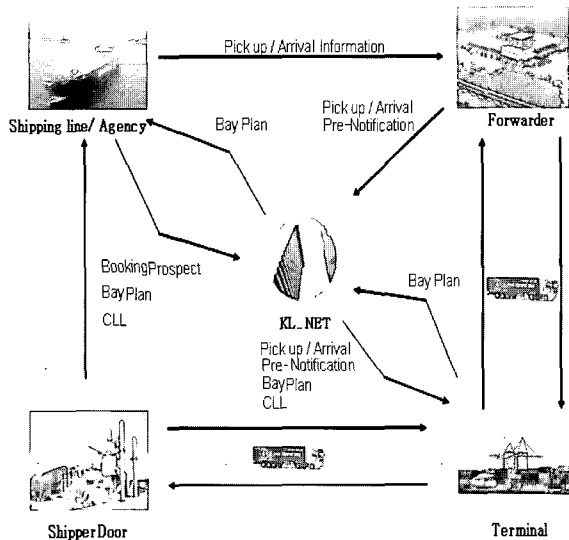 Pick up / Arrival Information
Shipping line/ Agency
Forwarder
Bay Plan
Pick up / Arrival
Pre-Notification
BookingProspect
BayPlan
CLL
Bay Plan
KL_NET
Pick up / Arrival
Pre-Notification
BayPlan
CLL
ShipperDoor
Terminal